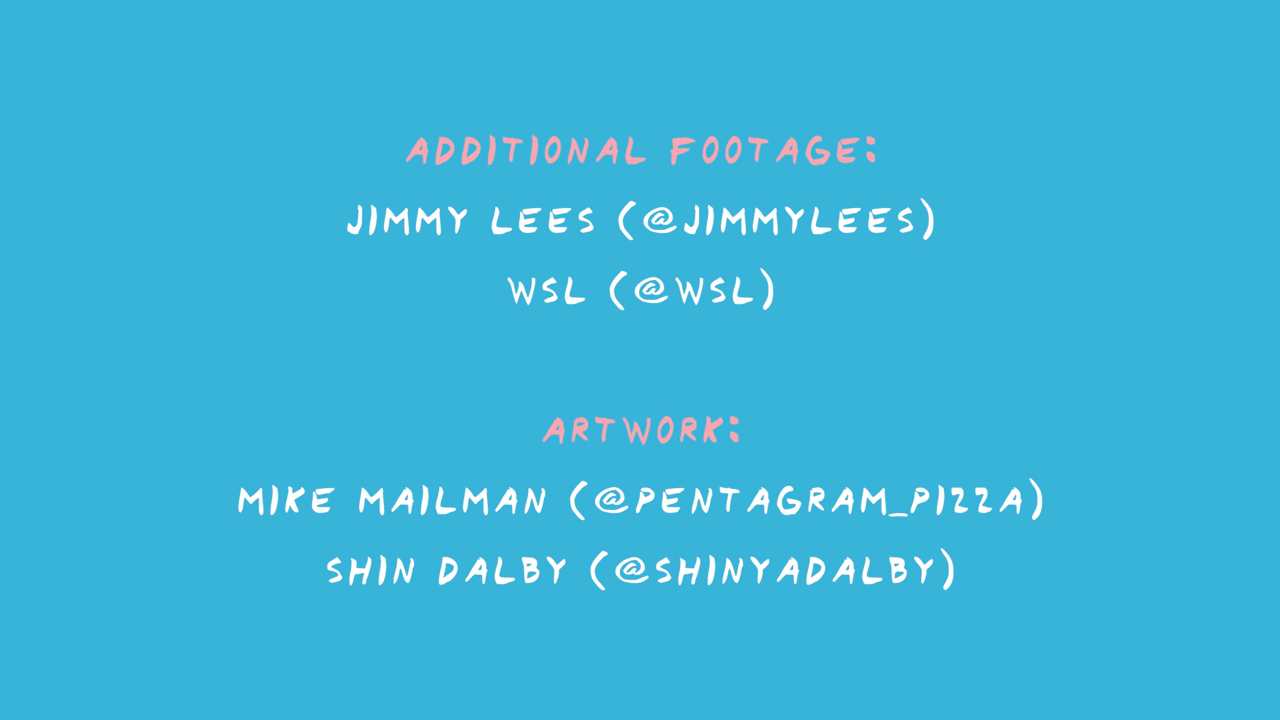 ADDITIONAL FOOTAGE:
JIMMY LEES (@JIMMYLEES)
WSL (@WSL)
ARTWORK:
MIKE MAILMAN (@PENTAGRAM_PIZZA)
SHIN DALBY (@SHINYADALBY)